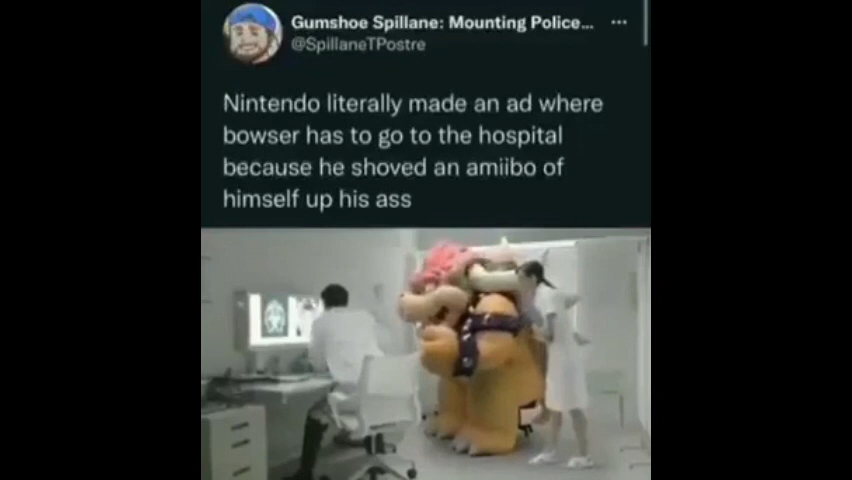 Gumshoe Spillane: Mounting Police...
@SpillaneTPostre
Nintendo literally made an ad where
bowser has to go to the hospital
because he shoved an amiibo of
himself up his ass